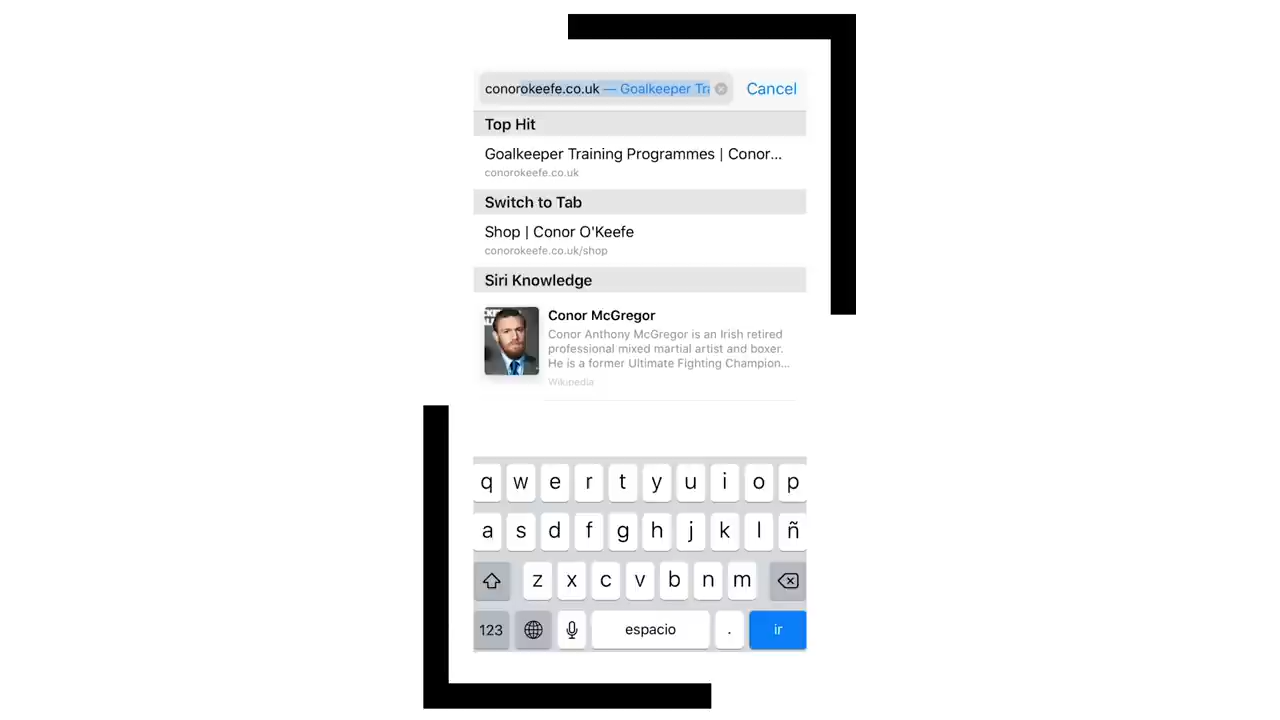 conorokeefe.co.uk — Goalkeeper Tra
Cancel
Top Hit
Goalkeeper Training Programmes | Conor...
conorokeefe.co.uk
Switch to Tab
Shop | Conor O'Keefe
conorokeefe.co.uk/shop
Siri Knowledge
Conor McGregor
Conor Anthony McGregor is an Irish retired
professional mixed martial artist and boxer.
He is a former Ultimate Fighting Champion...
Wikipedia
q w e r t y u i o p
a s d f g h j k l ñ
z x c v b n m
123 espacio . ir